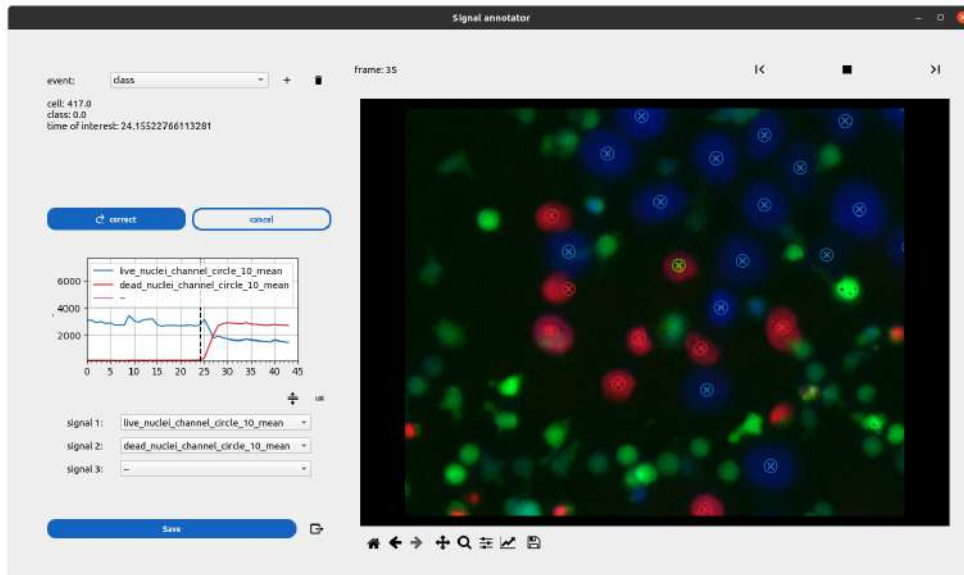 Signal annotator
event: class
frame: 35
cell: 417.0
class: 0.0
time of interest: 24.15522766113281
correct cancel
live_nuclei_channel_circle_10_mean
dead_nuclei_channel_circle_10_mean
--
6000
4000
2000
0 5 10 15 20 25 30 35 40 45
signal 1: live_nuclei_channel_circle_10_mean
signal 2: dead_nuclei_channel_circle_10_mean
signal 3: --
Save